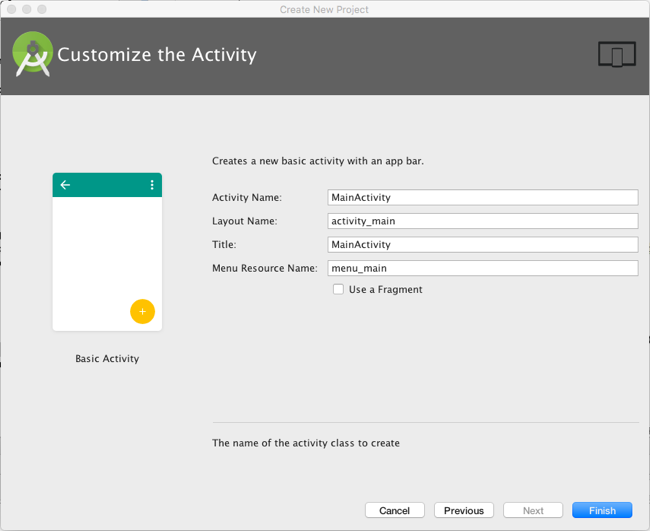 Create New Project
Customize the Activity
Creates a new basic activity with an app bar.
Activity Name: MainActivity
Layout Name: activity_main
Title: MainActivity
Menu Resource Name: menu_main
Use a Fragment
Basic Activity
The name of the activity class to create
Cancel Previous Next Finish